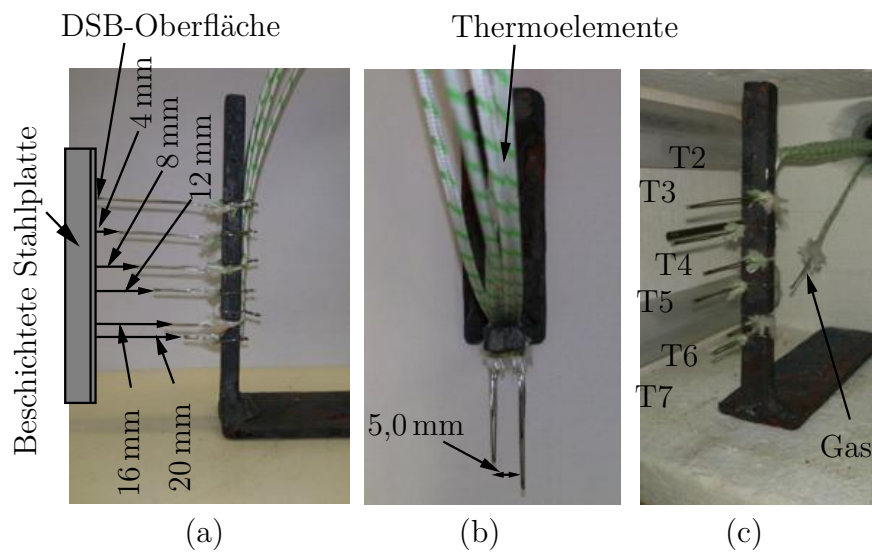 DSB-Oberfläche
Thermoelemente
Beschichtete Stahlplatte
4 mm
8 mm
12 mm
16 mm
20 mm
5,0 mm
T2
T3
T4
T5
T6
T7
Gas
(a)
(b)
(c)